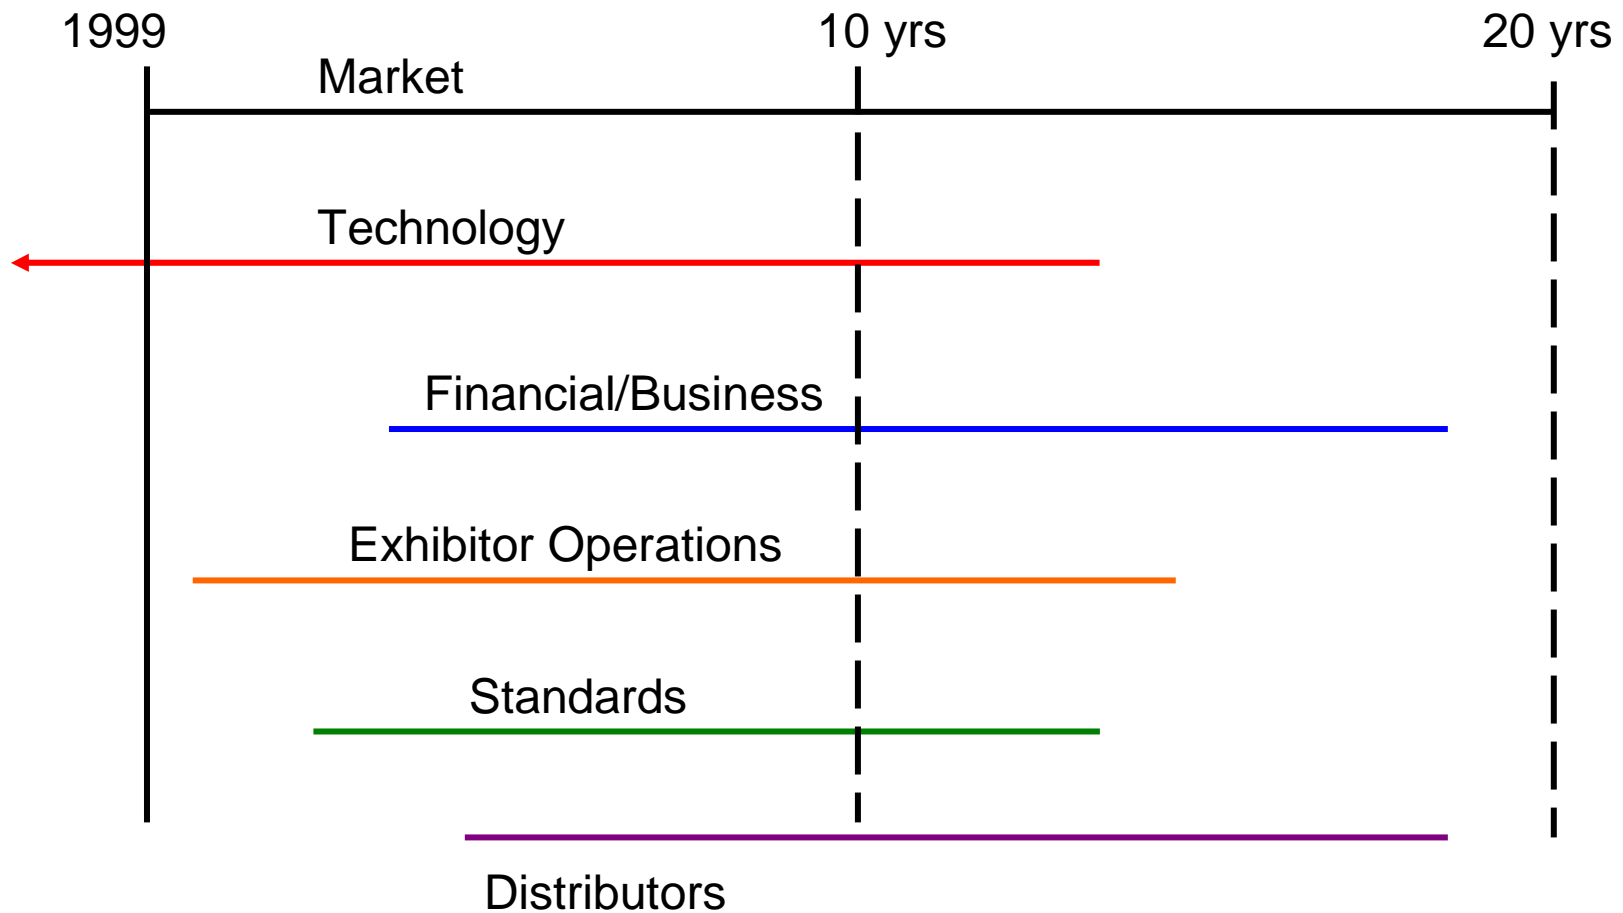 1999 10 yrs 20 yrs
Market
Technology
Financial/Business
Exhibitor Operations
Standards
Distributors